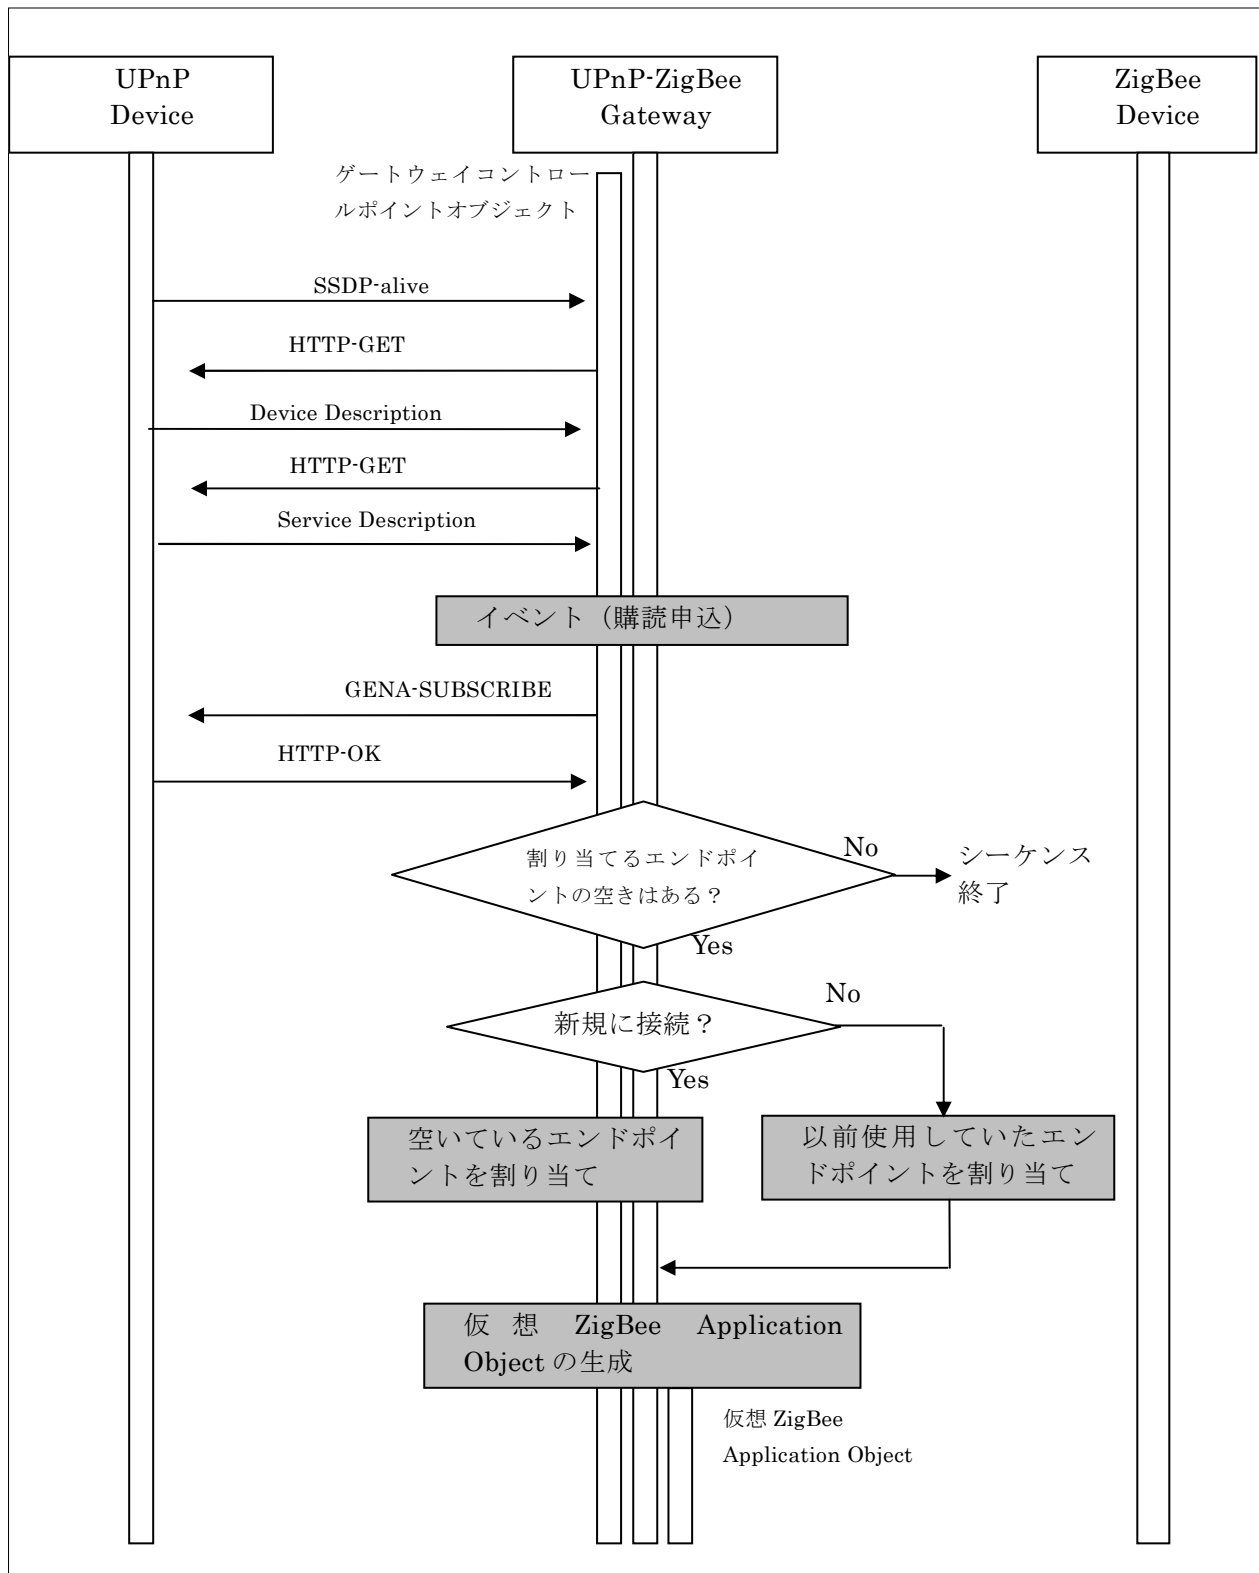 UPnP
Device
UPnP-ZigBee
Gateway
ZigBee
Device
ゲートウェイコントロー
ルポイントオブジェクト
SSDP-alive
HTTP-GET
Device Description
HTTP-GET
Service Description
イベント（購読申込）
GENA-SUBSCRIBE
HTTP-OK
割り当てるエンドポイ
ントの空きはある？
No
シーケンス
終了
Yes
新規に接続？
No
Yes
空いているエンドポイ
ントを割り当て
以前使用していたエン
ドポイントを割り当て
仮想 ZigBee Application
Object の生成
仮想 ZigBee
Application Object